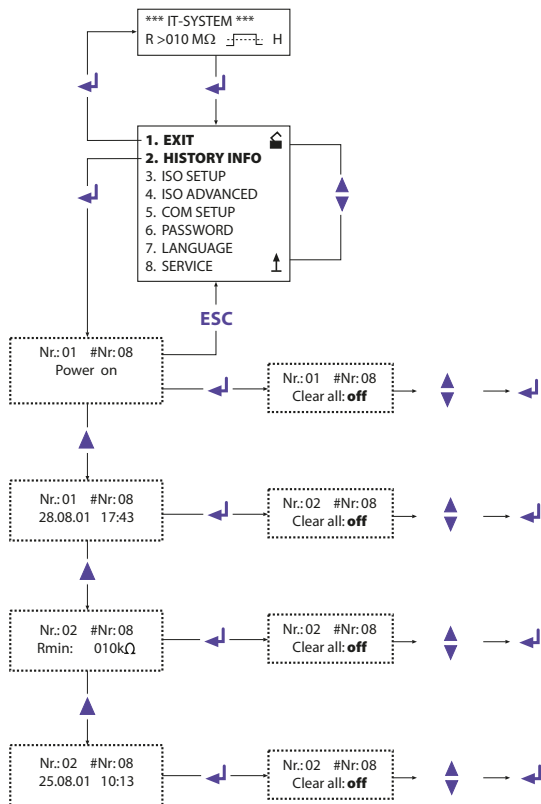 *** IT-SYSTEM ***
R >010 MΩ H
1. EXIT
2. HISTORY INFO
3. ISO SETUP
4. ISO ADVANCED
5. COM SETUP
6. PASSWORD
7. LANGUAGE
8. SERVICE
ESC
Nr.: 01 #Nr: 08
Power on
Nr.: 01 #Nr: 08
Clear all: off
Nr.: 01 #Nr: 08
28.08.01 17:43
Nr.: 02 #Nr: 08
Clear all: off
Nr.: 02 #Nr: 08
Rmin: 010kΩ
Nr.: 02 #Nr: 08
Clear all: off
Nr.: 02 #Nr: 08
25.08.01 10:13
Nr.: 02 #Nr: 08
Clear all: off